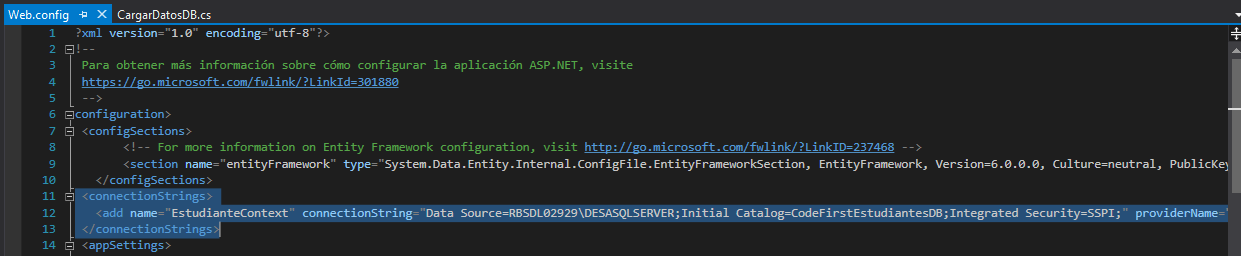 Web.config CargarDatosDB.cs
1 ?xml version="1.0" encoding="utf-8"?>
2 !--
3 Para obtener más información sobre cómo configurar la aplicación ASP.NET, visite
4 https://go.microsoft.com/fwlink/?LinkId=301880
5 -->
6 configuration>
7 <configSections>
8 <!-- For more information on Entity Framework configuration, visit http://go.microsoft.com/fwlink/?LinkID=237468 -->
9 <section name="entityFramework" type="System.Data.Entity.Internal.ConfigFile.EntityFrameworkSection, EntityFramework, Version=6.0.0.0, Culture=neutral, PublicKey
10 </configSections>
11 <connectionStrings>
12 <add name="EstudianteContext" connectionString="Data Source=RBSDL02929\DESASQLSERVER;Initial Catalog=CodeFirstEstudiantesDB;Integrated Security=SSPI;" providerName="
13 </connectionStrings>
14 <appSettings>